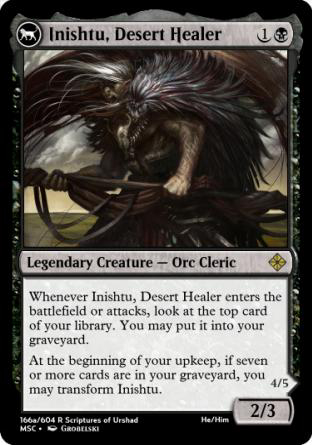 Inishtu, Desert Healer 1
Legendary Creature — Orc Cleric
Whenever Inishtu, Desert Healer enters the
battlefield or attacks, look at the top card
of your library. You may put it into your
graveyard.
At the beginning of your upkeep, if seven
or more cards are in your graveyard, you
may transform Inishtu.
4/5
2/3
166a/604 R Scriptures of Urshad He/Him
MSC • Grobelski